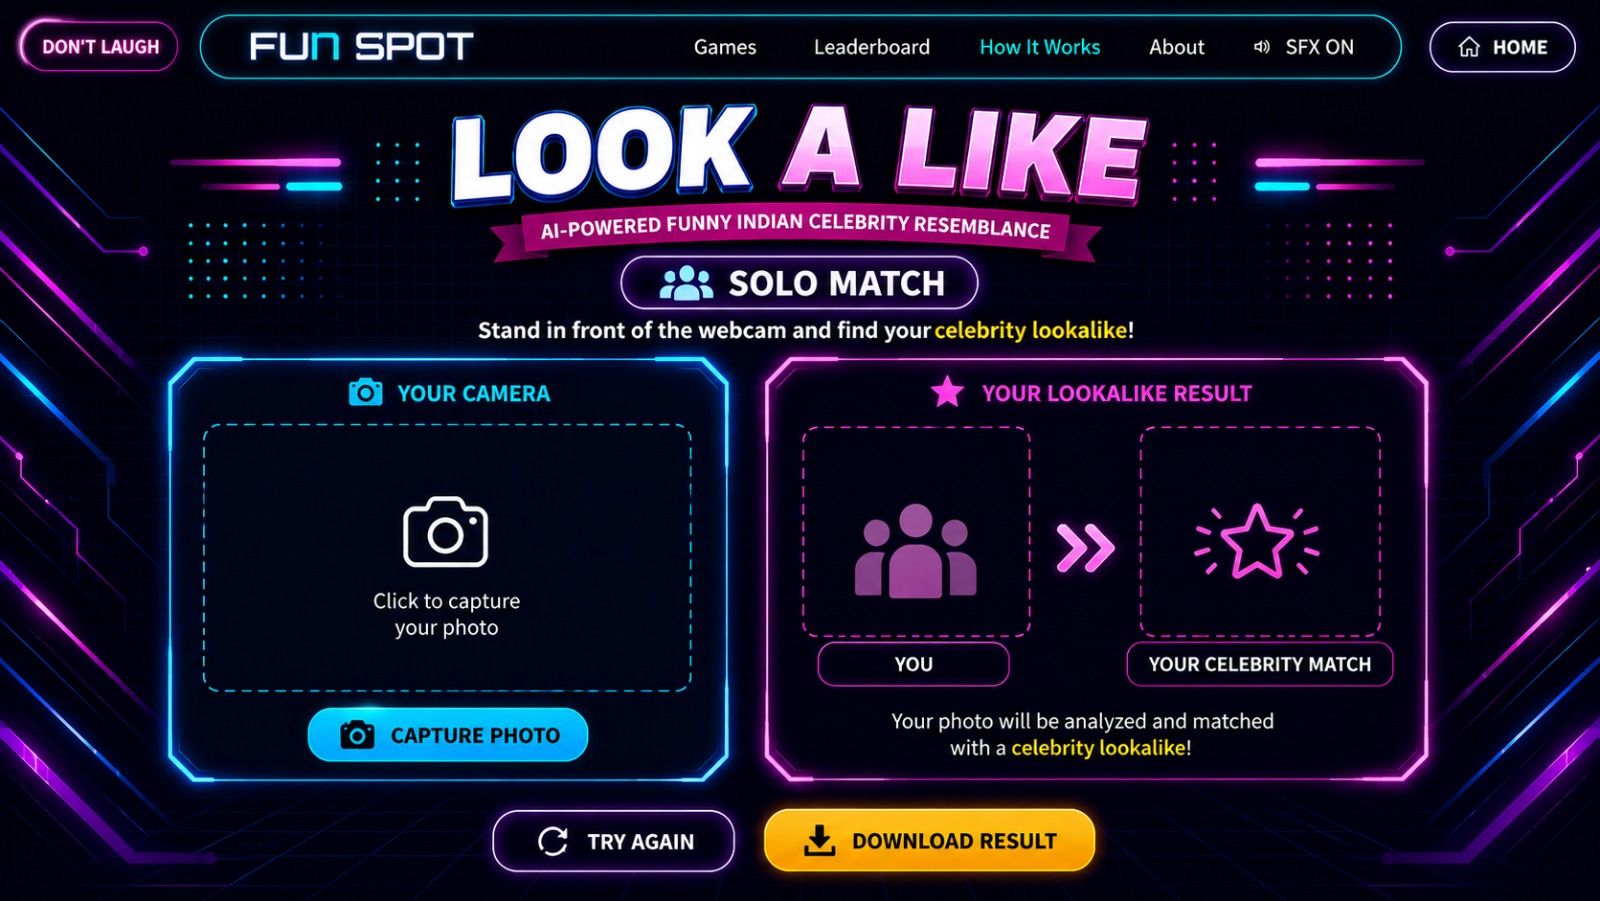 DON'T LAUGH
FUN SPOT
Games
Leaderboard
How It Works
About
SFX ON
HOME
LOOK A LIKE
AI-POWERED FUNNY INDIAN CELEBRITY RESEMBLANCE
SOLO MATCH
Stand in front of the webcam and find your celebrity lookalike!
YOUR CAMERA
Click to capture
your photo
CAPTURE PHOTO
YOUR LOOKALIKE RESULT
YOU
YOUR CELEBRITY MATCH
Your photo will be analyzed and matched
with a celebrity lookalike!
TRY AGAIN
DOWNLOAD RESULT